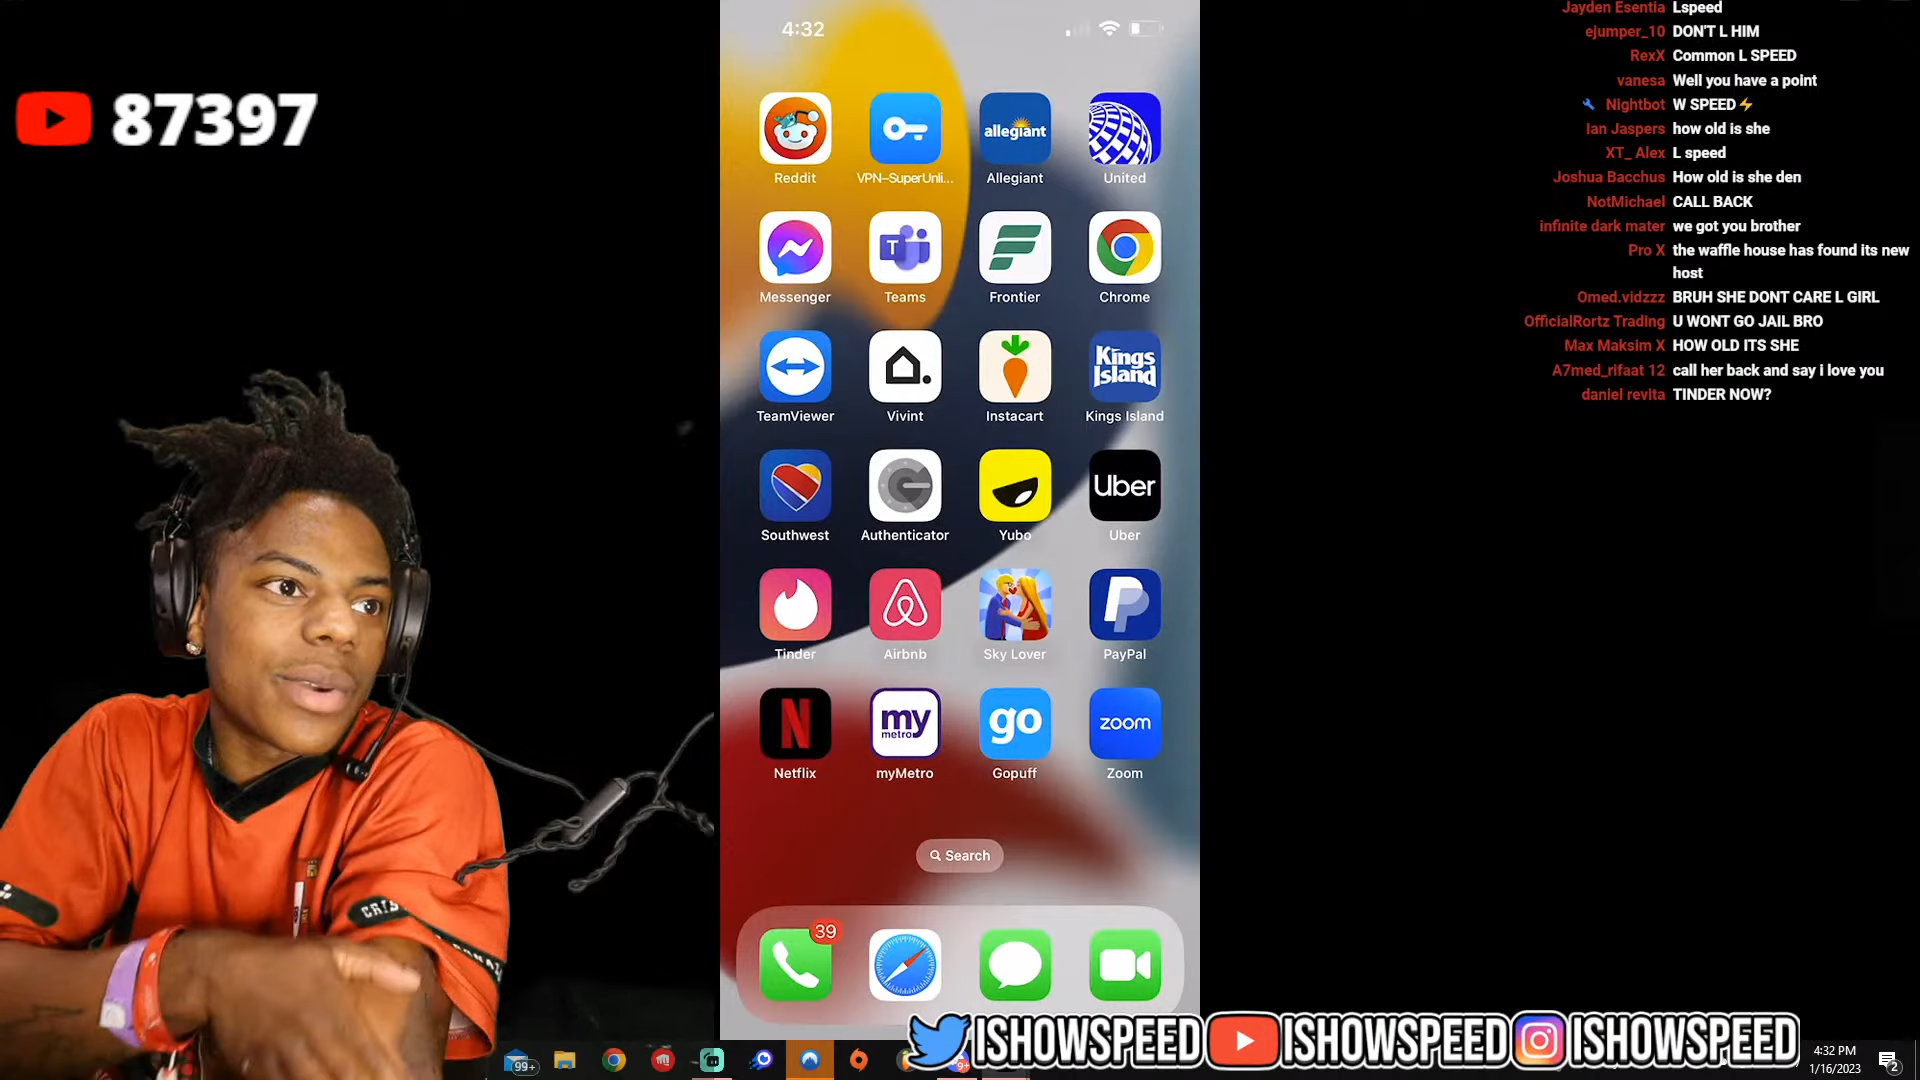 87397
4:32
Reddit
VPN–SuperUnli...
allegiant
Allegiant
United
Messenger
T
Teams
Frontier
Chrome
TeamViewer
Vivint
Instacart
Kings Island
Kings Island
Southwest
Authenticator
Yubo
Uber
Uber
Tinder
Airbnb
Sky Lover
PayPal
Netflix
my
metro
myMetro
go
Gopuff
zoom
Zoom
Search
39
Jayden Esentia Lspeed
ejumper_10 DON'T L HIM
RexX Common L SPEED
vanesa Well you have a point
Nightbot W SPEED⚡
Ian Jaspers how old is she
XT_ Alex L speed
Joshua Bacchus How old is she den
NotMichael CALL BACK
infinite dark mater we got you brother
Pro X the waffle house has found its new
host
Omed.vidzzz BRUH SHE DONT CARE L GIRL
OfficialRortz Trading U WONT GO JAIL BRO
Max Maksim X HOW OLD ITS SHE
A7med_rifaat 12 call her back and say i love you
daniel revita TINDER NOW?
ISHOWSPEED ISHOWSPEED ISHOWSPEED
99+
4:32 PM
1/16/2023
2